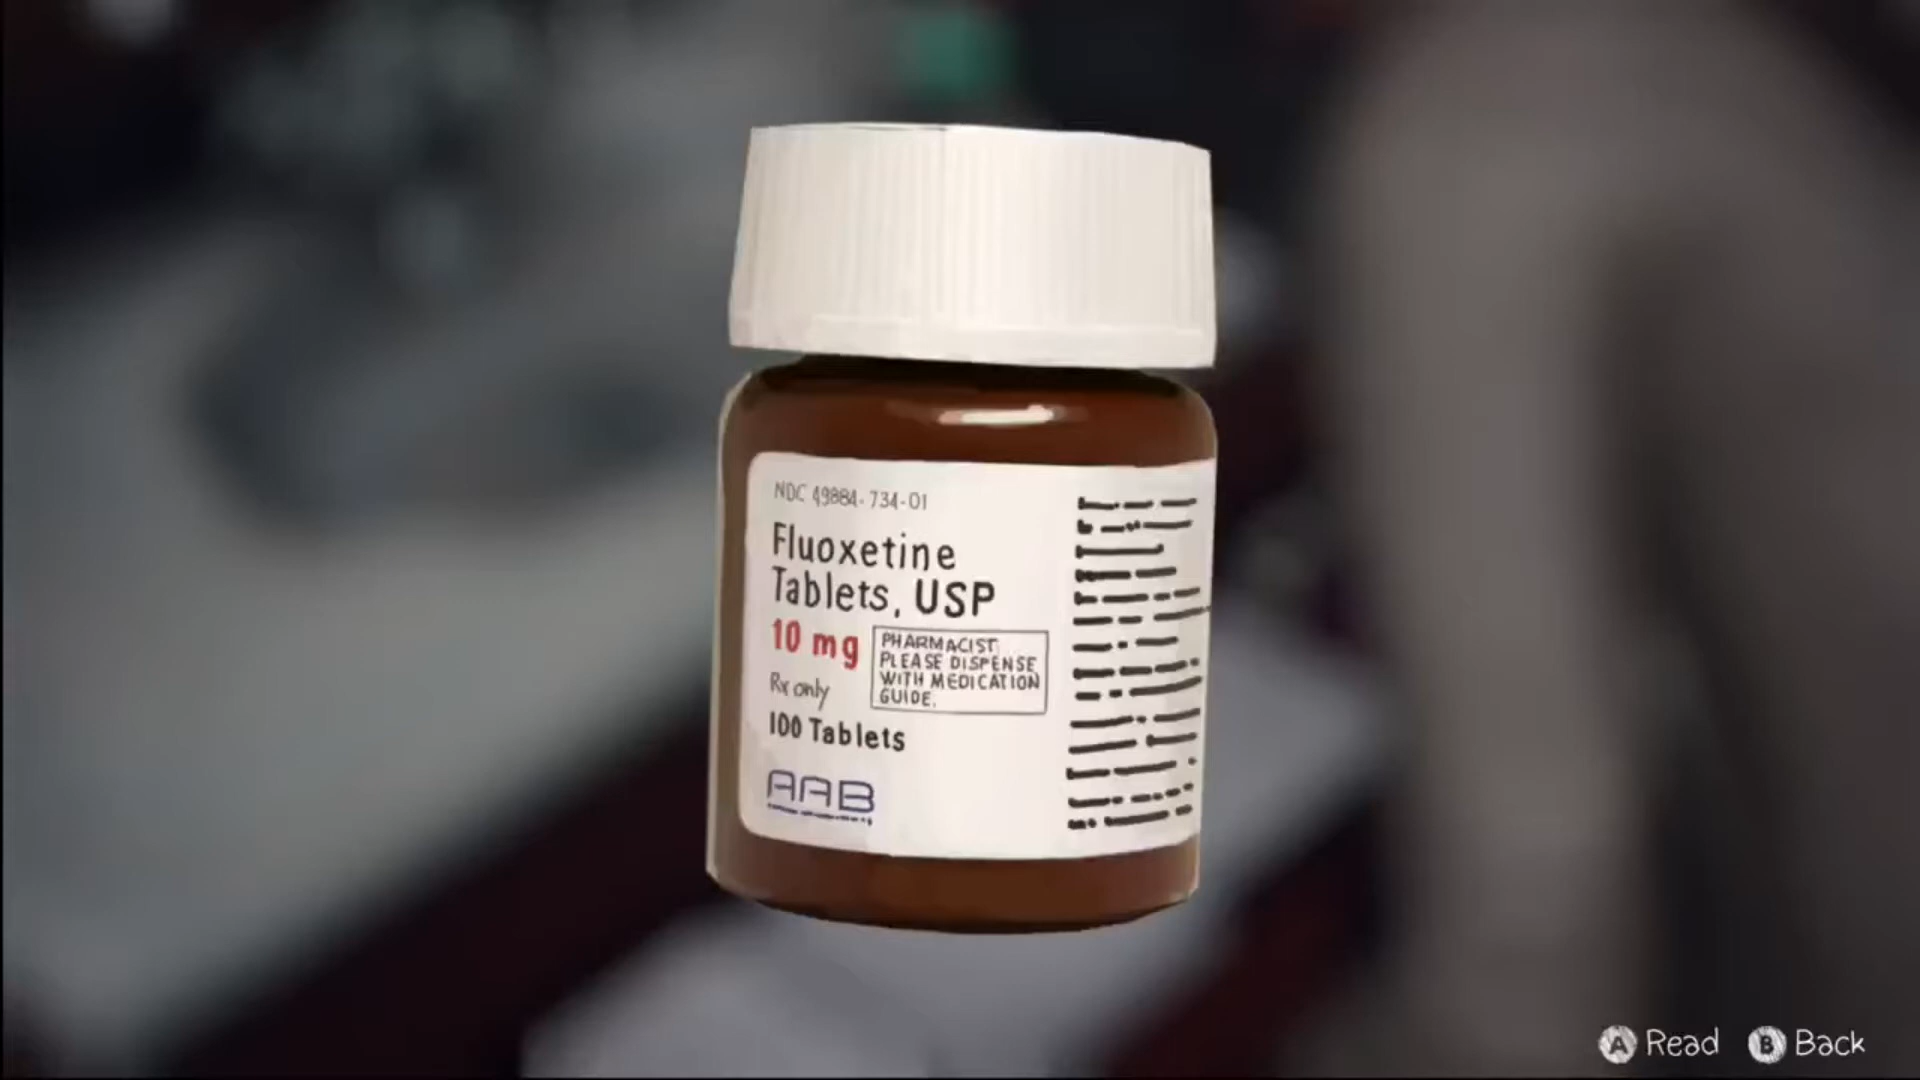 NDC 49884-734-01
Fluoxetine
Tablets, USP
10 mg
PHARMACIST
PLEASE DISPENSE
WITH MEDICATION
GUIDE.
Rx only
100 Tablets
AAB
A Read B Back